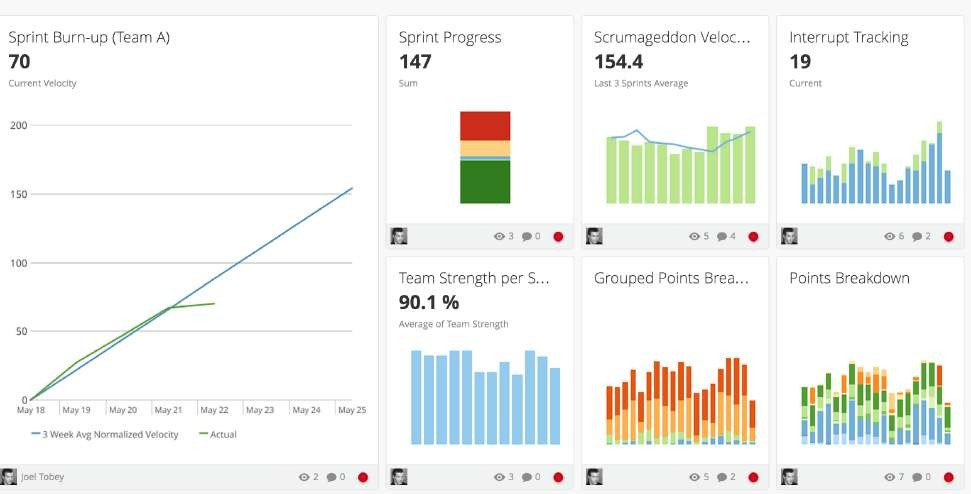 Sprint Burn-up (Team A)
70
Current Velocity
200
150
100
50
0
May 18 May 19 May 20 May 21 May 22 May 23 May 24 May 25
3 Week Avg Normalized Velocity Actual
Joel Tobey 2 0
Sprint Progress
147
Sum
3 0
Scrumageddon Veloc...
154.4
Last 3 Sprints Average
5 4
Interrupt Tracking
19
Current
6 2
Team Strength per S...
90.1 %
Average of Team Strength
3 0
Grouped Points Brea...
5 2
Points Breakdown
7 0